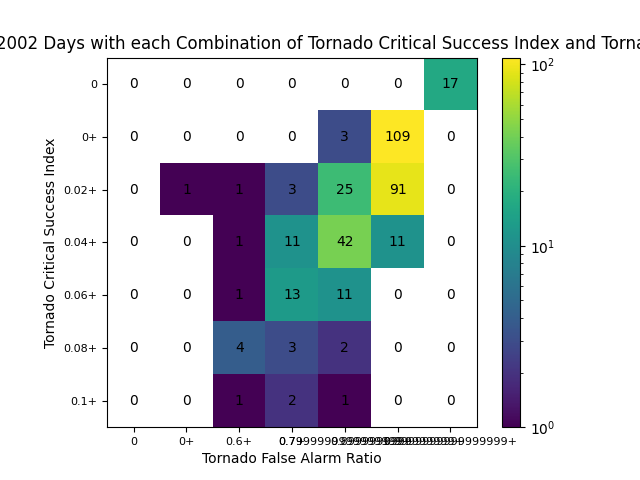 2002 Days with each Combination of Tornado Critical Success Index and Torna
Tornado Critical Success Index
0 0 0 0 0 0 0 17
0+ 0 0 0 0 3 109 0
0.02+ 0 1 1 3 25 91 0
0.04+ 0 0 1 11 42 11 0
0.06+ 0 0 1 13 11 0 0
0.08+ 0 0 4 3 2 0 0
0.1+ 0 0 1 2 1 0 0
0 0+ 0.6+
Tornado False Alarm Ratio
10²
10¹
10⁰